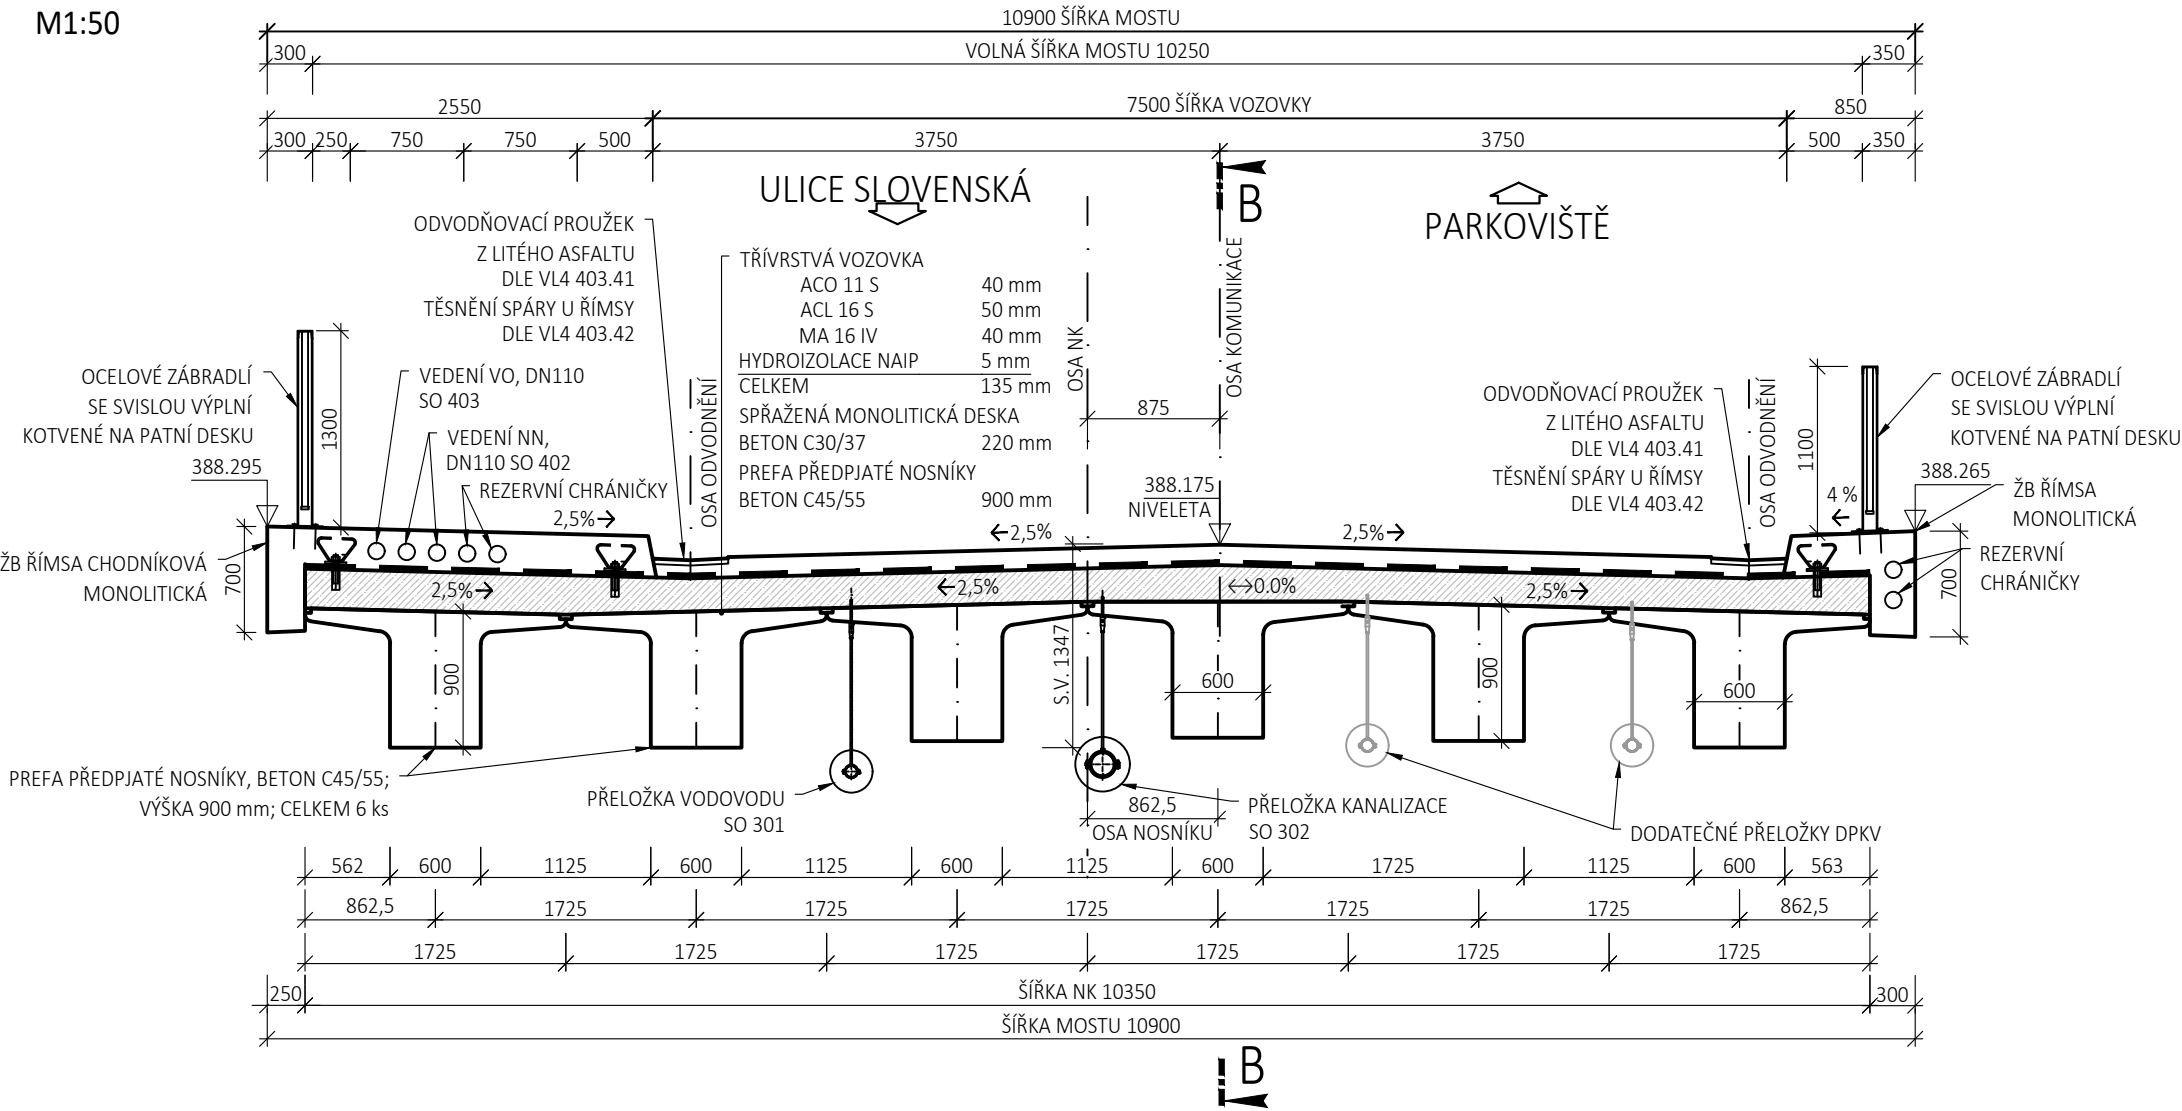 M1:50
10900 ŠÍŘKA MOSTU
300
VOLNÁ ŠÍŘKA MOSTU 10250
350
2550
7500 ŠÍŘKA VOZOVKY
850
300
250
750
750
500
3750
3750
500
350
ULICE SLOVENSKÁ
B
PARKOVIŠTĚ
ODVODŇOVACÍ PROUŽEK
Z LITÉHO ASFALTU
DLE VL4 403.41
TĚSNĚNÍ SPÁRY U ŘÍMSY
DLE VL4 403.42
TŘÍVRSTVÁ VOZOVKA
ACO 11 S 40 mm
ACL 16 S 50 mm
MA 16 IV 40 mm
HYDROIZOLACE NAIP 5 mm
CELKEM 135 mm
SPŘAŽENÁ MONOLITICKÁ DESKA
BETON C30/37 220 mm
PREFA PŘEDPJATÉ NOSNÍKY
BETON C45/55 900 mm
OSA NK
OSA KOMUNIKACE
875
388.175
NIVELETA
OCELOVÉ ZÁBRADLÍ
SE SVISLOU VÝPLNÍ
KOTVENÉ NA PATNÍ DESKU
388.295
1300
VEDENÍ VO, DN110
SO 403
VEDENÍ NN,
DN110 SO 402
REZERVNÍ CHRÁNIČKY
OSA ODVODNĚNÍ
ODVODŇOVACÍ PROUŽEK
Z LITÉHO ASFALTU
DLE VL4 403.41
TĚSNĚNÍ SPÁRY U ŘÍMSY
DLE VL4 403.42
OSA ODVODNĚNÍ
1100
4 %
OCELOVÉ ZÁBRADLÍ
SE SVISLOU VÝPLNÍ
KOTVENÉ NA PATNÍ DESKU
388.265
ŽB ŘÍMSA
MONOLITICKÁ
REZERVNÍ
CHRÁNIČKY
700
2,5%
2,5%
2,5%
ŽB ŘÍMSA CHODNÍKOVÁ
MONOLITICKÁ
700
2,5%
2,5%
0.0%
2,5%
900
S.V. 1347
600
900
600
PREFA PŘEDPJATÉ NOSNÍKY, BETON C45/55;
VÝŠKA 900 mm; CELKEM 6 ks
PŘELOŽKA VODOVODU
SO 301
862,5
OSA NOSNÍKU
PŘELOŽKA KANALIZACE
SO 302
DODATEČNÉ PŘELOŽKY DPKV
562
600
1125
600
1125
600
1125
600
1725
1125
600
563
862,5
1725
1725
1725
1725
1725
862,5
1725
1725
1725
1725
1725
1725
250
ŠÍŘKA NK 10350
300
ŠÍŘKA MOSTU 10900
B